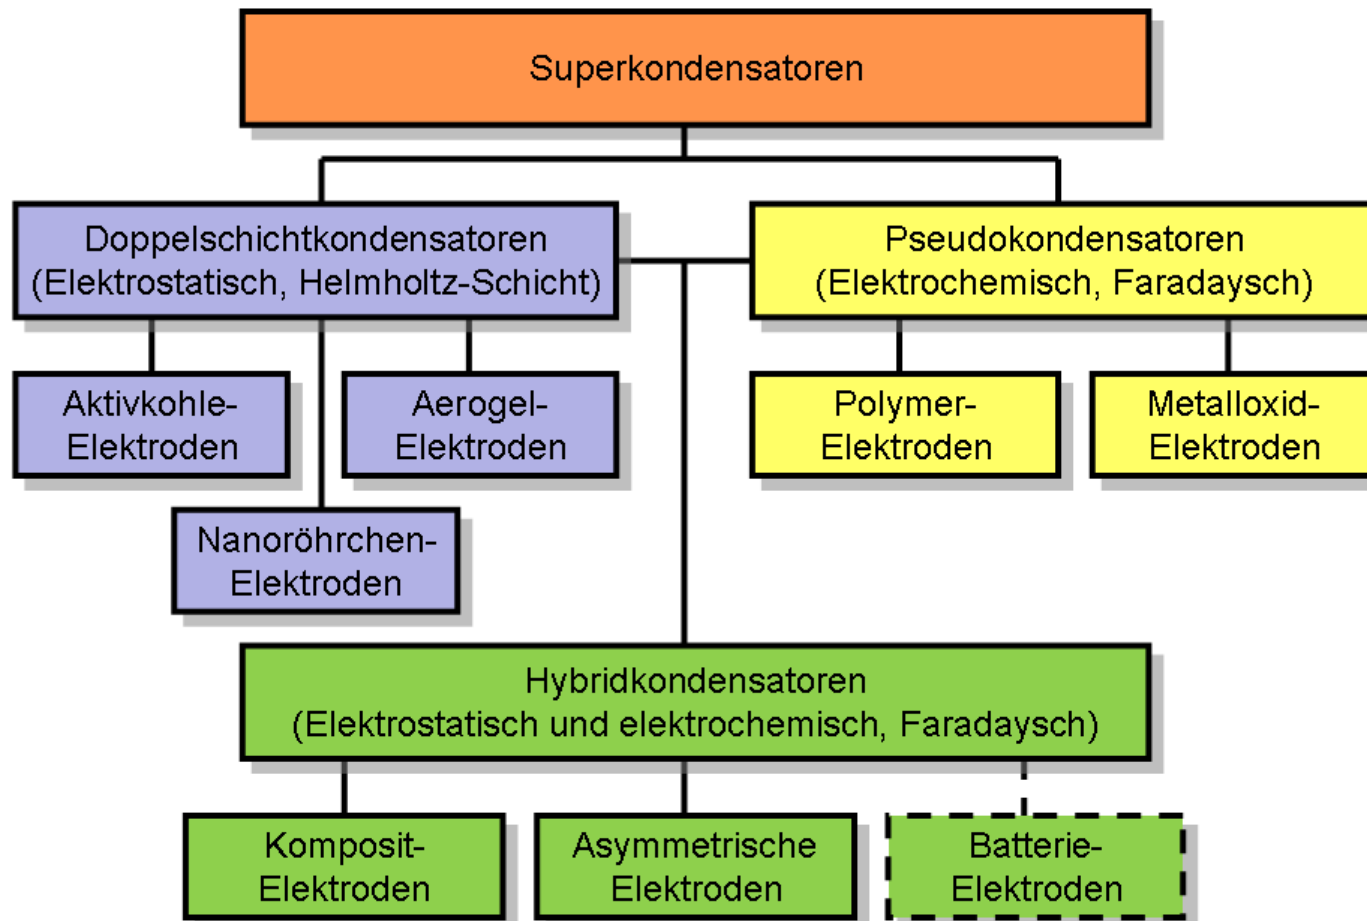 Superkondensatoren
Doppelschichtkondensatoren
(Elektrostatisch, Helmholtz-Schicht)
Pseudokondensatoren
(Elektrochemisch, Faradaysch)
Aktivkohle-
Elektroden
Aerogel-
Elektroden
Polymer-
Elektroden
Metalloxid-
Elektroden
Nanoröhrchen-
Elektroden
Hybridkondensatoren
(Elektrostatisch und elektrochemisch, Faradaysch)
Komposit-
Elektroden
Asymmetrische
Elektroden
Batterie-
Elektroden